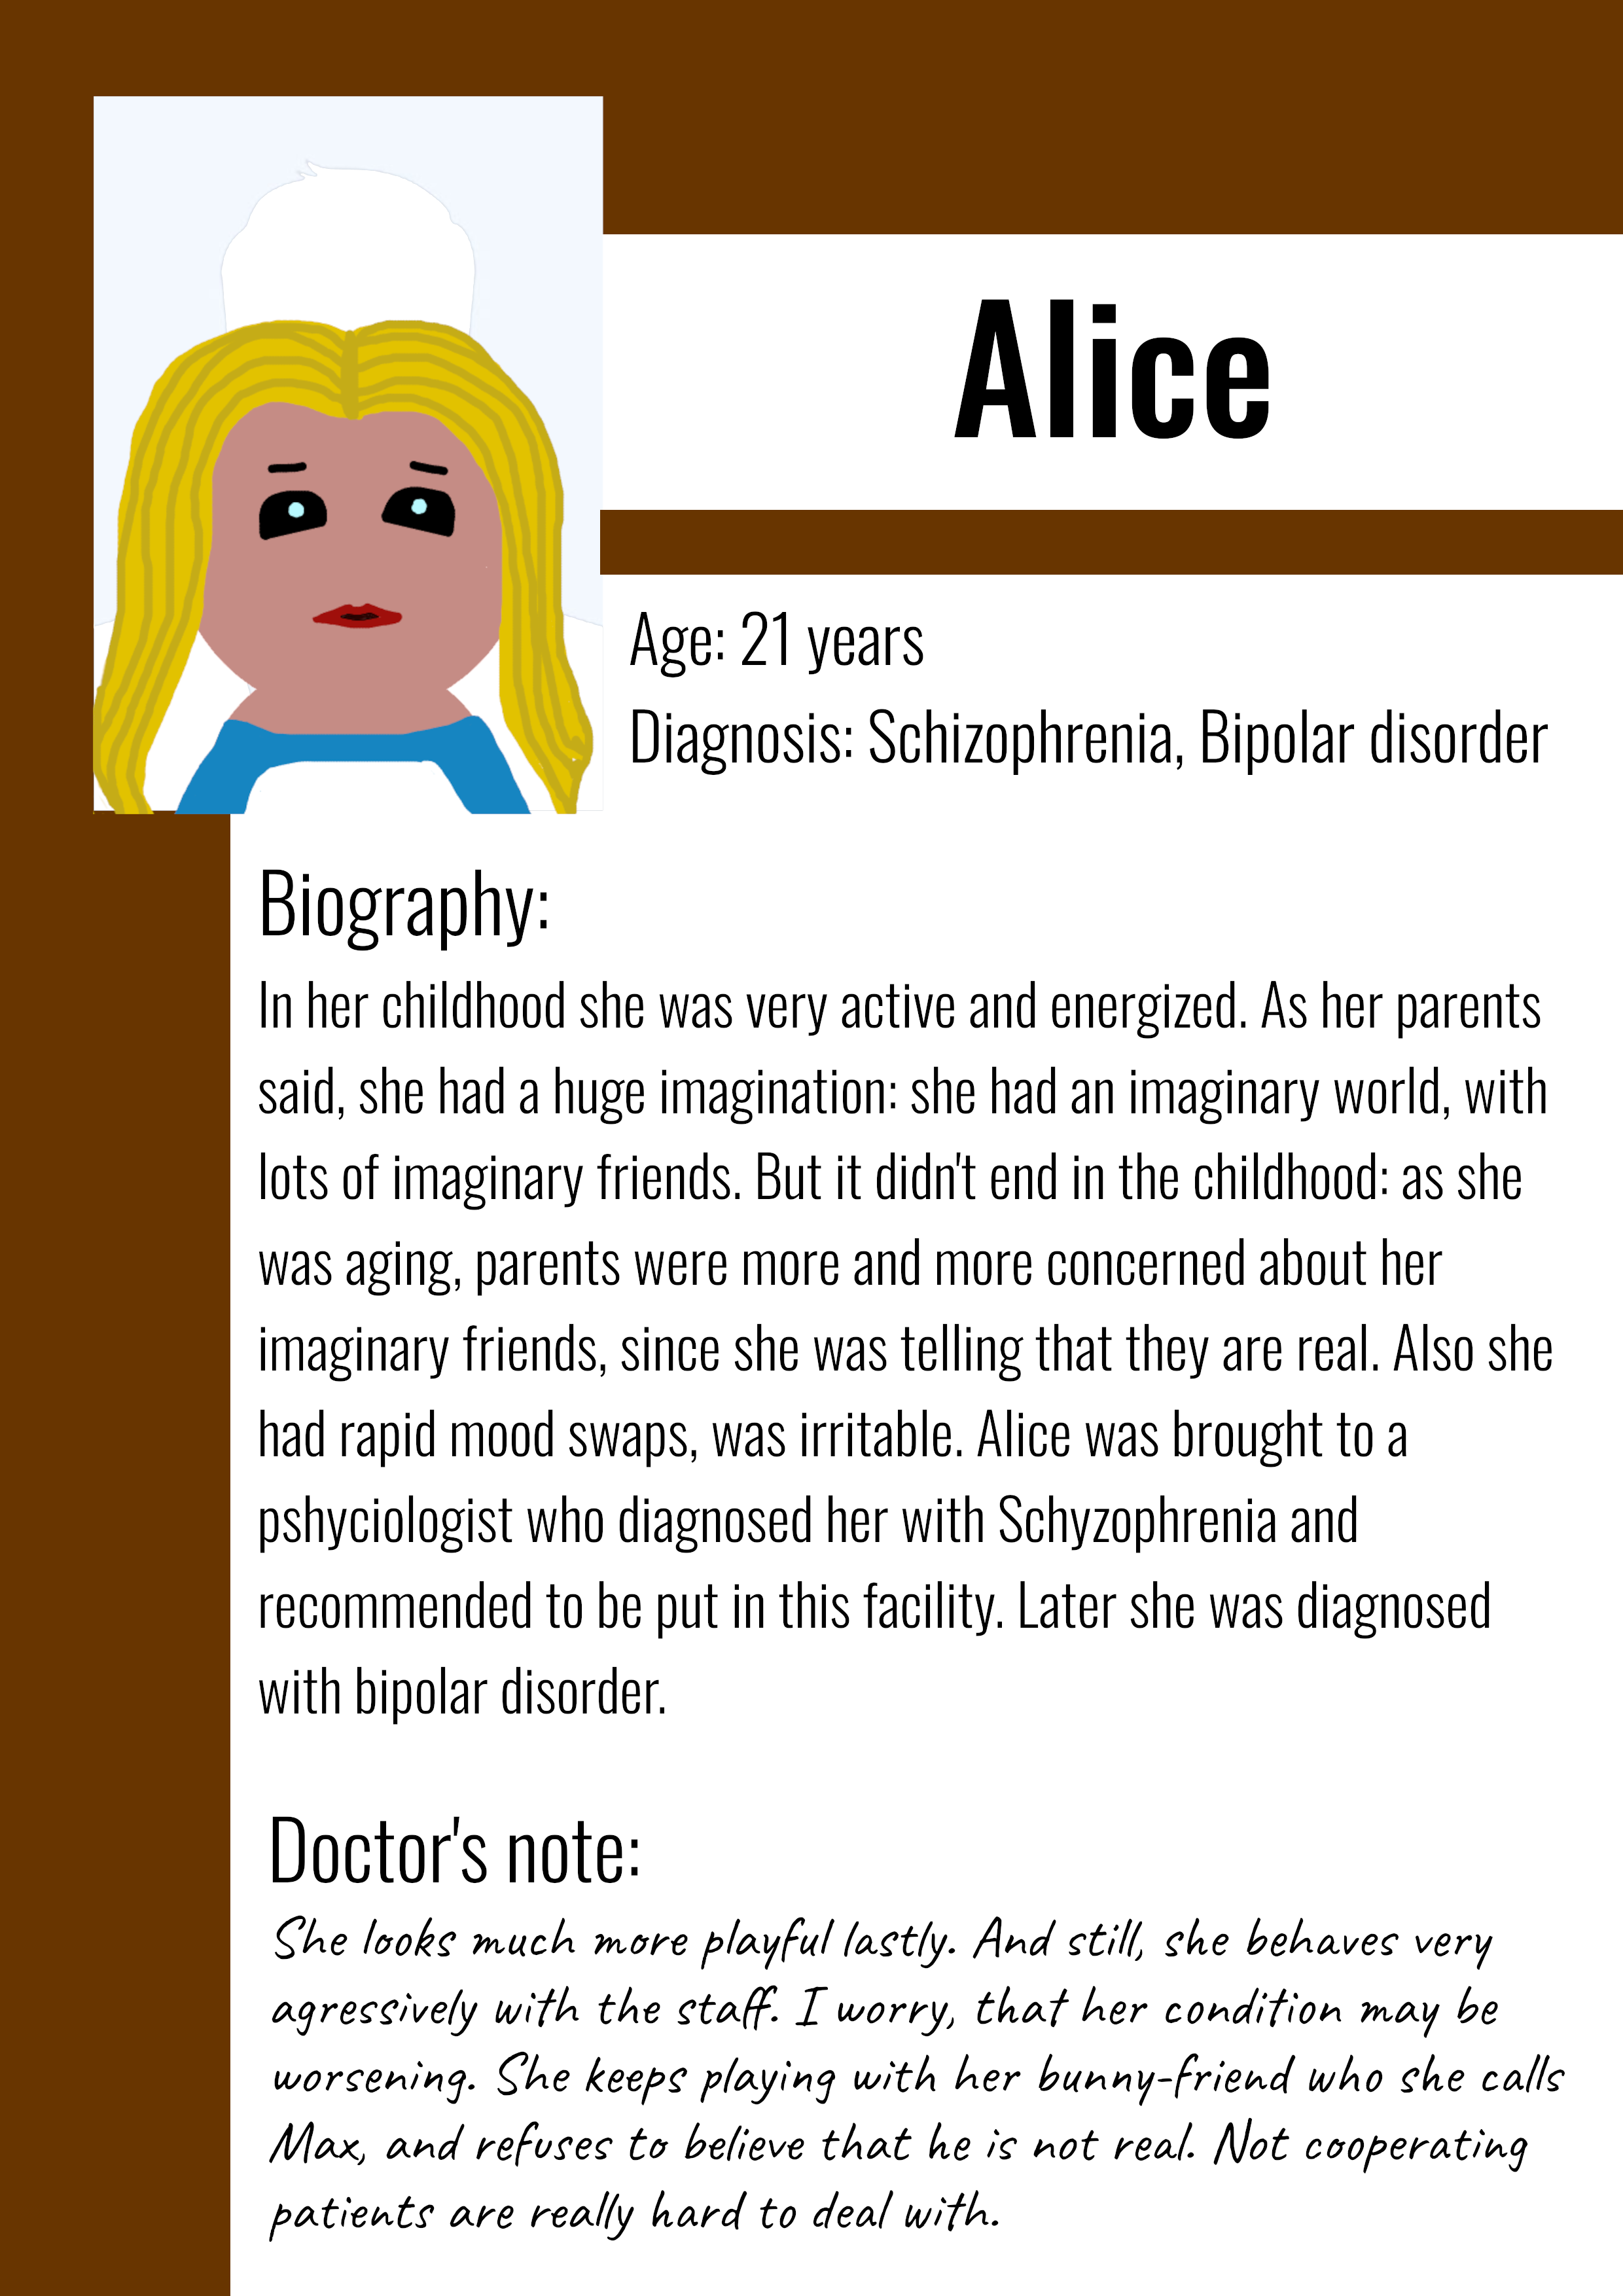 Alice
Age: 21 years
Diagnosis: Schizophrenia, Bipolar disorder
Biography:
In her childhood she was very active and energized. As her parents
said, she had a huge imagination: she had an imaginary world, with
lots of imaginary friends. But it didn't end in the childhood: as she
was aging, parents were more and more concerned about her
imaginary friends, since she was telling that they are real. Also she
had rapid mood swaps, was irritable. Alice was brought to a
pshyciologist who diagnosed her with Schyzophrenia and
recommended to be put in this facility. Later she was diagnosed
with bipolar disorder.
Doctor's note:
She looks much more playful lastly. And still, she behaves very
agressively with the staff. I worry, that her condition may be
worsening. She keeps playing with her bunny-friend who she calls
Max, and refuses to believe that he is not real. Not cooperating
patients are really hard to deal with.